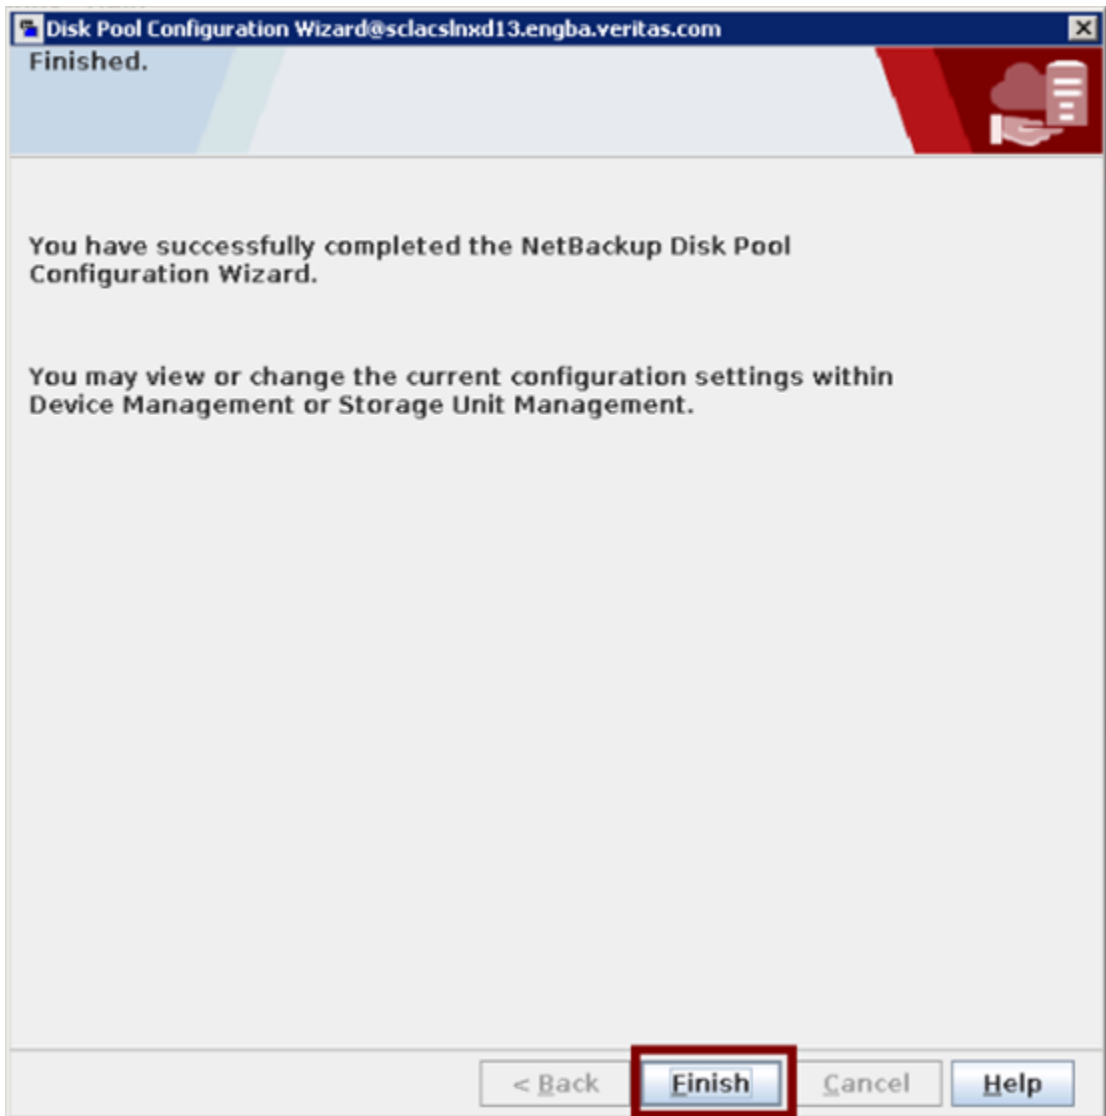 Disk Pool Configuration Wizard@sclacslnxd13.engba.veritas.com
Finished.
You have successfully completed the NetBackup Disk Pool
Configuration Wizard.
You may view or change the current configuration settings within
Device Management or Storage Unit Management.
< Back
Finish
Cancel
Help